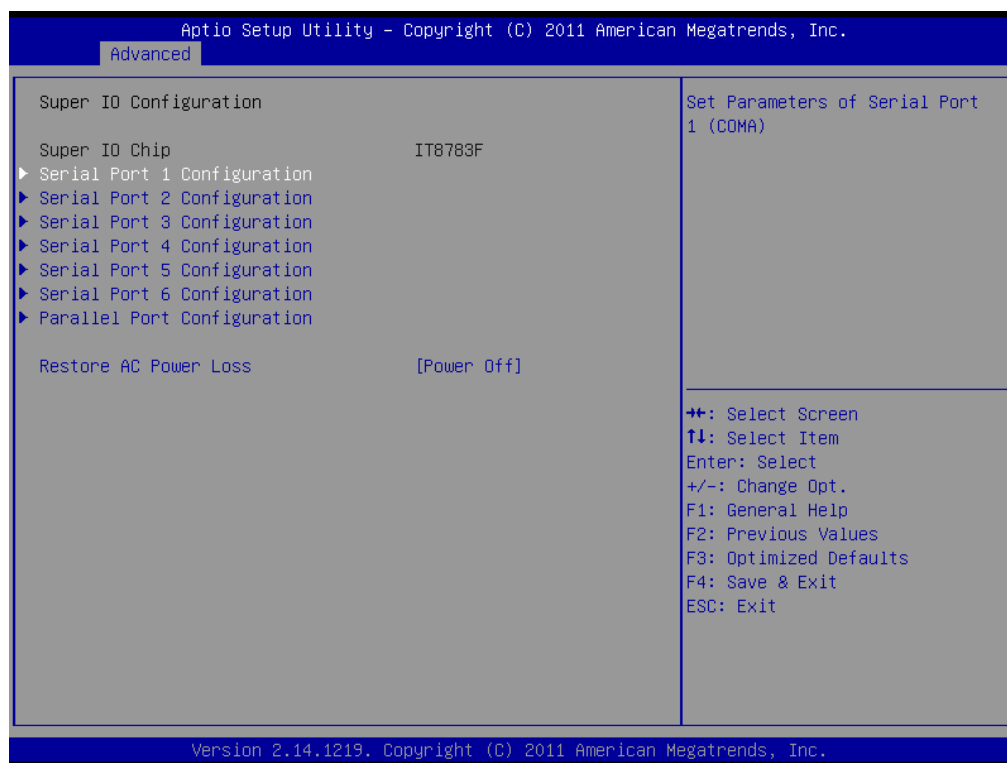 Aptio Setup Utility – Copyright (C) 2011 American Megatrends, Inc.
Advanced
Super IO Configuration
Super IO Chip IT8783F
Serial Port 1 Configuration
Serial Port 2 Configuration
Serial Port 3 Configuration
Serial Port 4 Configuration
Serial Port 5 Configuration
Serial Port 6 Configuration
Parallel Port Configuration
Restore AC Power Loss [Power Off]
Set Parameters of Serial Port
1 (COMA)
→←: Select Screen
↑↓: Select Item
Enter: Select
+/-: Change Opt.
F1: General Help
F2: Previous Values
F3: Optimized Defaults
F4: Save & Exit
ESC: Exit
Version 2.14.1219. Copyright (C) 2011 American Megatrends, Inc.